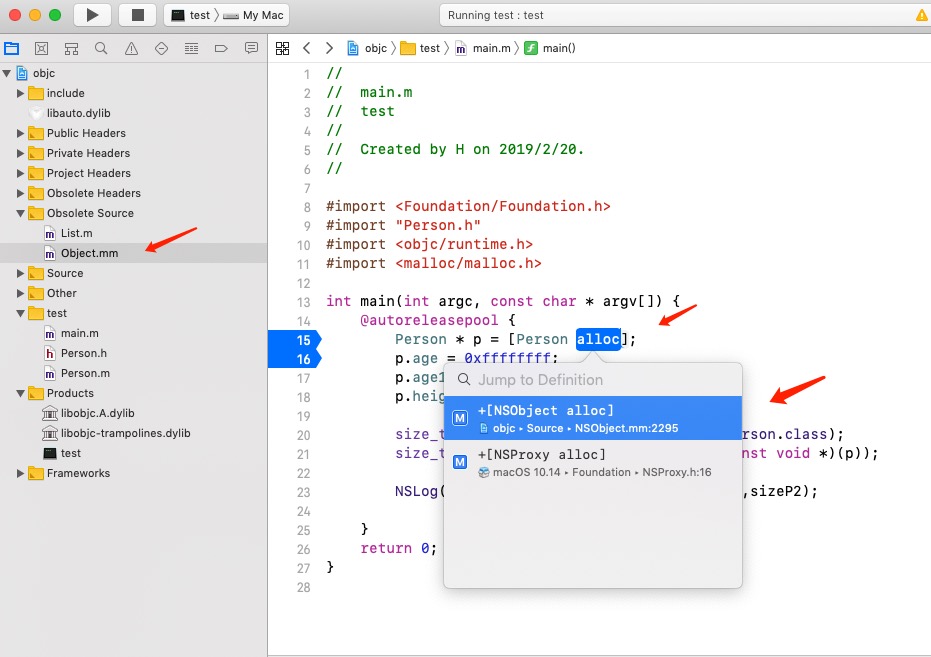 test 〉 My Mac
Running test : test
objc 〉 test 〉 main.m 〉 main()
objc
include
libauto.dylib
Public Headers
Private Headers
Project Headers
Obsolete Headers
Obsolete Source
List.m
Object.mm
Source
Other
test
main.m
Person.h
Person.m
Products
libobjc.A.dylib
libobjc-trampolines.dylib
test
Frameworks
1 //
2 //  main.m
3 //  test
4 //
5 //  Created by H on 2019/2/20.
6 //
7
8 #import <Foundation/Foundation.h>
9 #import "Person.h"
10 #import <objc/runtime.h>
11 #import <malloc/malloc.h>
12
13 int main(int argc, const char * argv[]) {
14     @autoreleasepool {
15         Person * p = [Person alloc];
16         p.age = 0xffffffff;
17         p.age1
18         p.heig
19
20         size_t rson.class);
21         size_t nst void *)(p));
22
23         NSLog( ,sizeP2);
24
25     }
26     return 0;
27 }
28
Jump to Definition
M +[NSObject alloc]
objc ▸ Source ▸ NSObject.mm:2295
M +[NSProxy alloc]
macOS 10.14 ▸ Foundation ▸ NSProxy.h:16